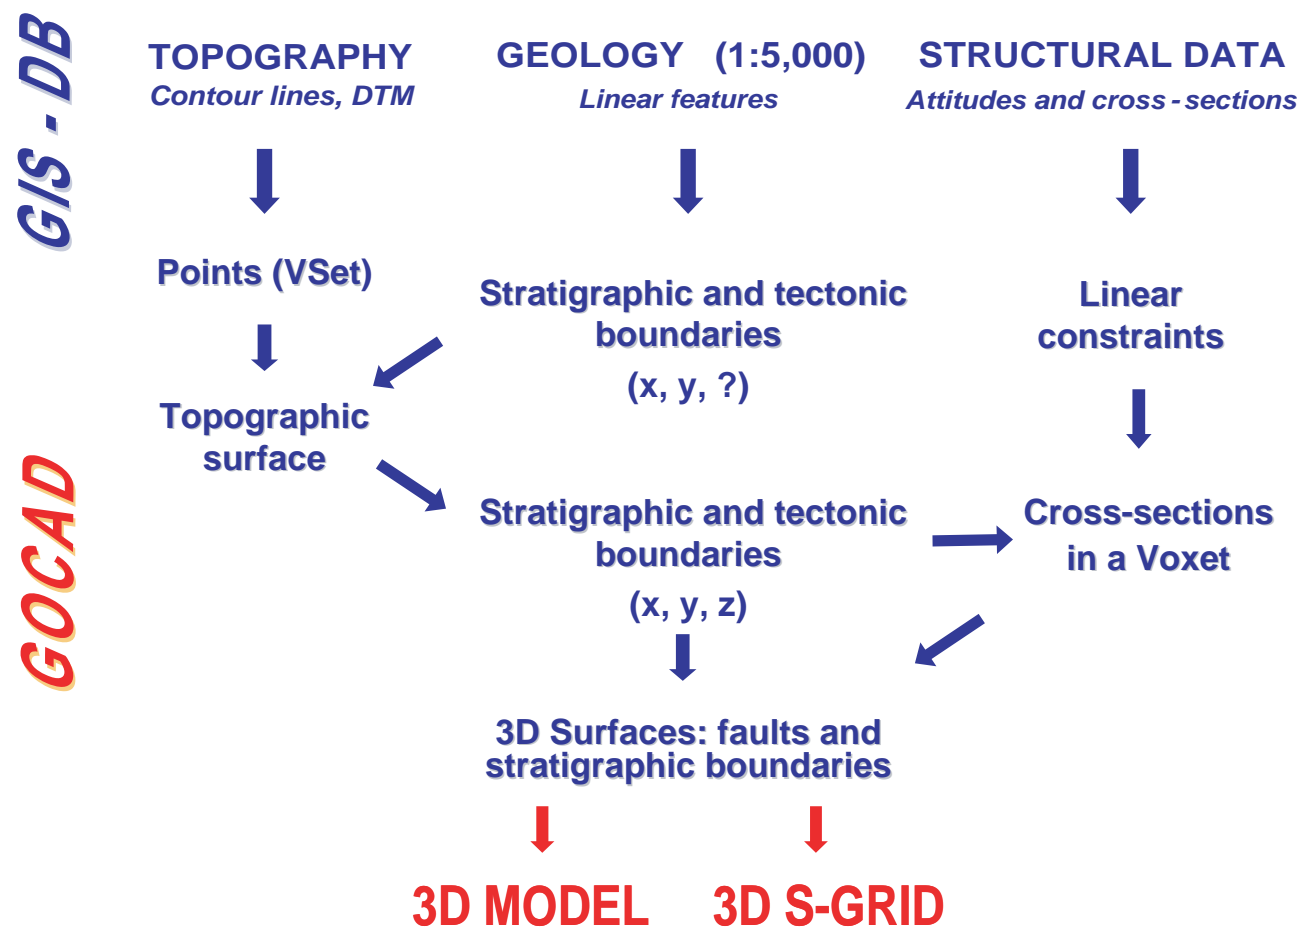 GIS - DB
TOPOGRAPHY
Contour lines, DTM
GEOLOGY (1:5,000)
Linear features
STRUCTURAL DATA
Attitudes and cross - sections
Points (VSet)
Stratigraphic and tectonic
boundaries
(x, y, ?)
Linear
constraints
Topographic
surface
GOCAD
Stratigraphic and tectonic
boundaries
(x, y, z)
Cross-sections
in a Voxet
3D Surfaces: faults and
stratigraphic boundaries
3D MODEL
3D S-GRID